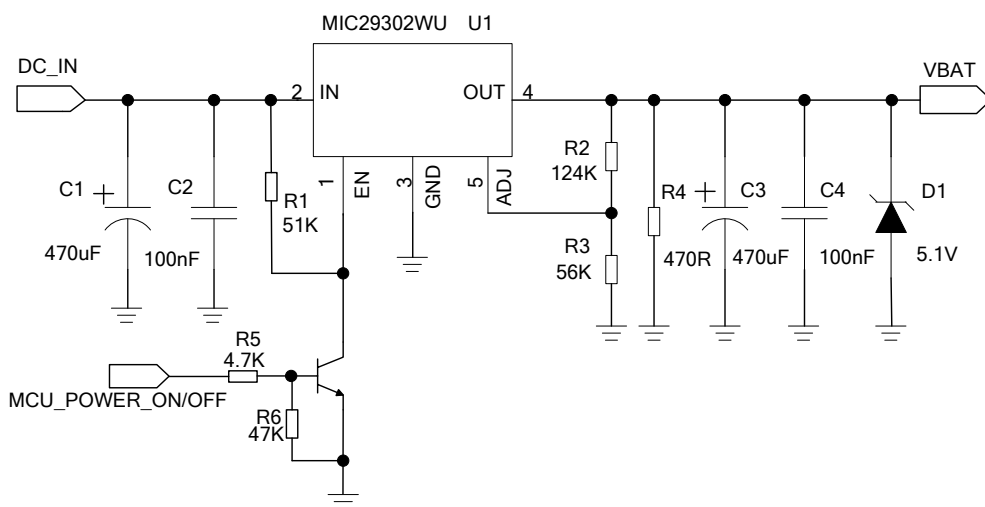 MIC29302WU U1
DC_IN
VBAT
2 IN
OUT 4
1
EN
3
GND
5
ADJ
R2
124K
C1
+
470uF
C2
100nF
R1
51K
R3
56K
R4
470R
+
C3
470uF
C4
100nF
D1
5.1V
R5
4.7K
MCU_POWER_ON/OFF
R6
47K